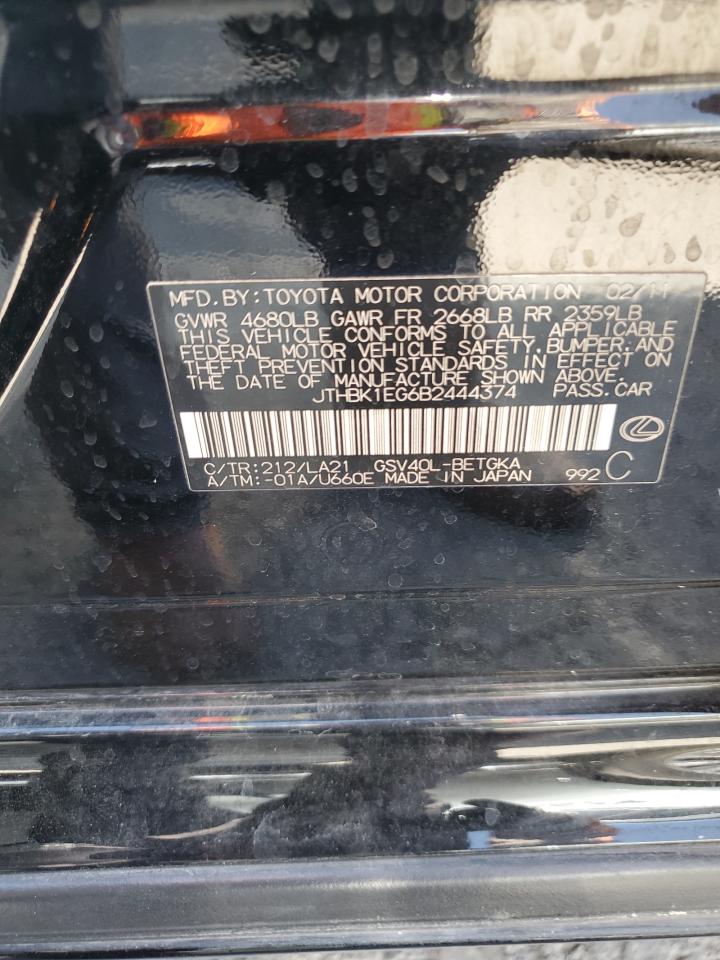 MFD.BY:TOYOTA MOTOR CORPORATION 02/11
GVWR 4680LB GAWR FR 2668LB RR 2359LB
THIS VEHICLE CONFORMS TO ALL APPLICABLE
FEDERAL MOTOR VEHICLE SAFETY, BUMPER, AND
THEFT PREVENTION STANDARDS IN EFFECT ON
THE DATE OF MANUFACTURE SHOWN ABOVE.
JTHBK1EG6B2444374 PASS.CAR
C/TR:212/LA21 GSV40L-BETGKA
A/TM:-01A/U660E MADE IN JAPAN 992 C